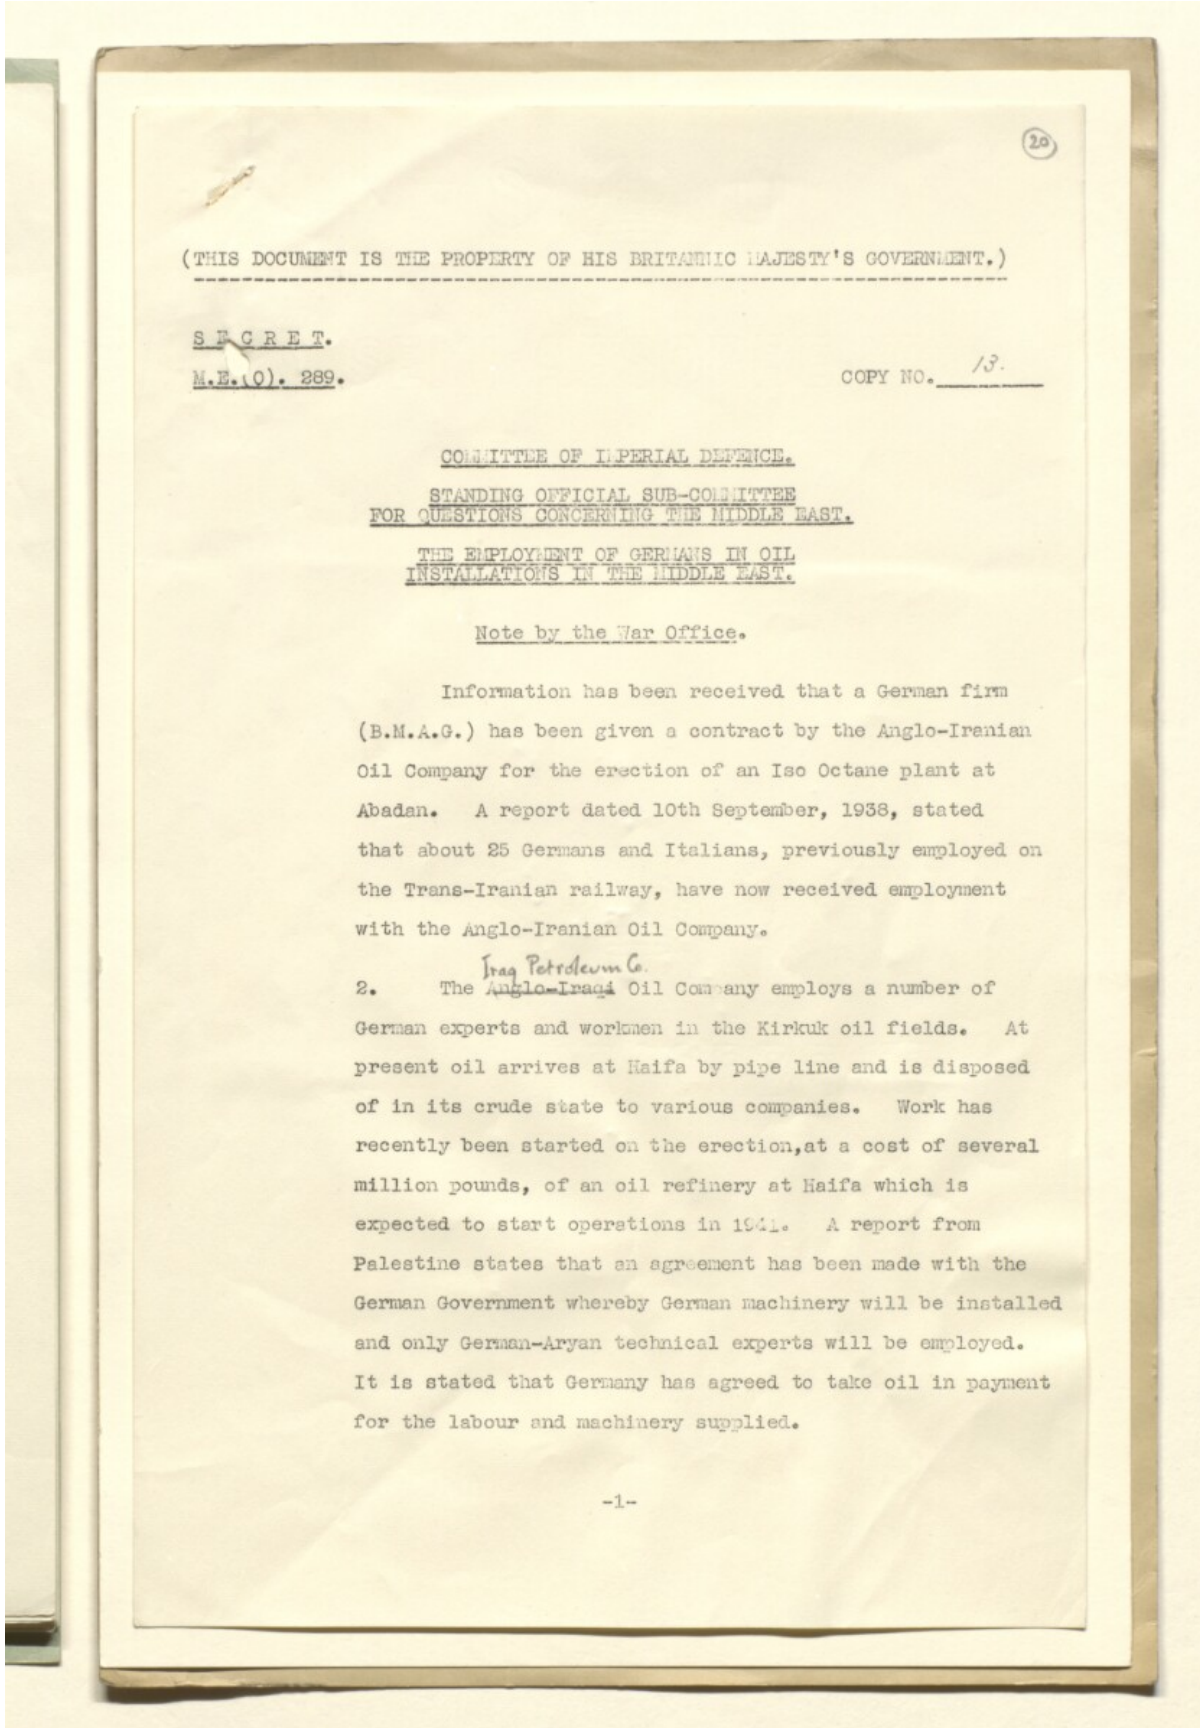 20
(THIS DOCUMENT IS THE PROPERTY OF HIS BRITANNIC MAJESTY'S GOVERNMENT.)
SECRET.
M.E.(O). 289.
COPY NO. 13.
COMMITTEE OF IMPERIAL DEFENCE.
STANDING OFFICIAL SUB-COMMITTEE
FOR QUESTIONS CONCERNING THE MIDDLE EAST.
THE EMPLOYMENT OF GERMANS IN OIL
INSTALLATIONS IN THE MIDDLE EAST.
Note by the War Office.
Information has been received that a German firm
(B.M.A.G.) has been given a contract by the Anglo-Iranian
Oil Company for the erection of an Iso Octane plant at
Abadan. A report dated 10th September, 1938, stated
that about 25 Germans and Italians, previously employed on
the Trans-Iranian railway, have now received employment
with the Anglo-Iranian Oil Company.
Iraq Petroleum Co.
2. The Anglo-Iraqi Oil Company employs a number of
German experts and workmen in the Kirkuk oil fields. At
present oil arrives at Haifa by pipe line and is disposed
of in its crude state to various companies. Work has
recently been started on the erection,at a cost of several
million pounds, of an oil refinery at Haifa which is
expected to start operations in 1941. A report from
Palestine states that an agreement has been made with the
German Government whereby German machinery will be installed
and only German-Aryan technical experts will be employed.
It is stated that Germany has agreed to take oil in payment
for the labour and machinery supplied.
-1-